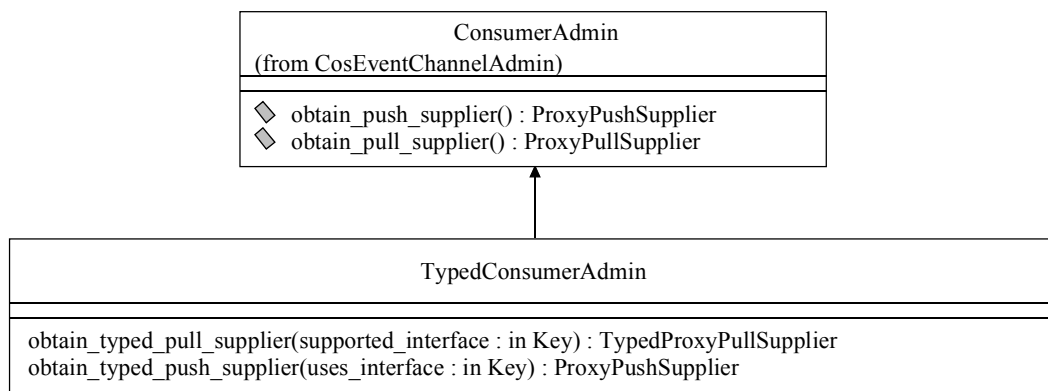 ConsumerAdmin
(from CosEventChannelAdmin)
obtain_push_supplier() : ProxyPushSupplier
obtain_pull_supplier() : ProxyPullSupplier
TypedConsumerAdmin
obtain_typed_pull_supplier(supported_interface : in Key) : TypedProxyPullSupplier
obtain_typed_push_supplier(uses_interface : in Key) : ProxyPushSupplier